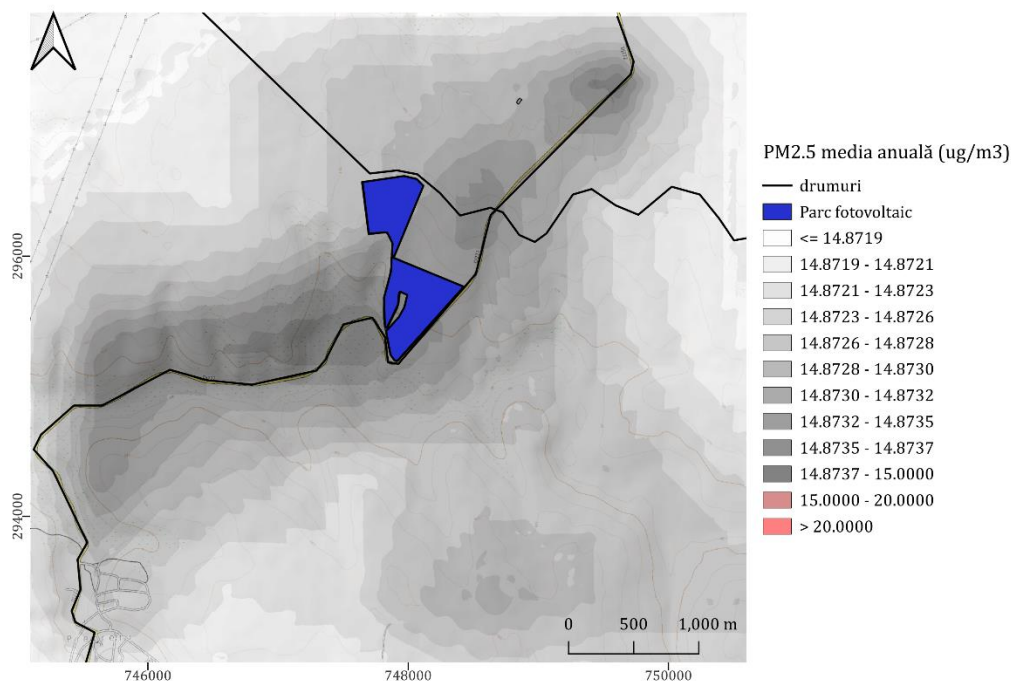 PM2.5 media anuală (ug/m3)
drumuri
Parc fotovoltaic
<= 14.8719
14.8719 - 14.8721
14.8721 - 14.8723
14.8723 - 14.8726
14.8726 - 14.8728
14.8728 - 14.8730
14.8730 - 14.8732
14.8732 - 14.8735
14.8735 - 14.8737
14.8737 - 15.0000
15.0000 - 20.0000
> 20.0000
296000
294000
0 500 1,000 m
746000 748000 750000